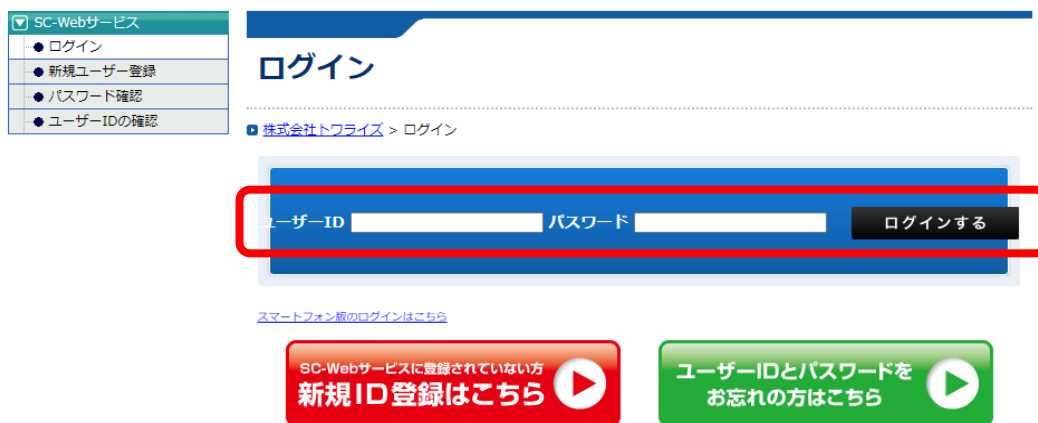 SC-Webサービス
ログイン
新規ユーザー登録
パスワード確認
ユーザーIDの確認
ログイン
株式会社トワライズ > ログイン
ユーザーID パスワード ログインする
スマートフォン版のログインはこちら
SC-Webサービスに登録されていない方
新規ID登録はこちら
ユーザーIDとパスワードを
お忘れの方はこちら